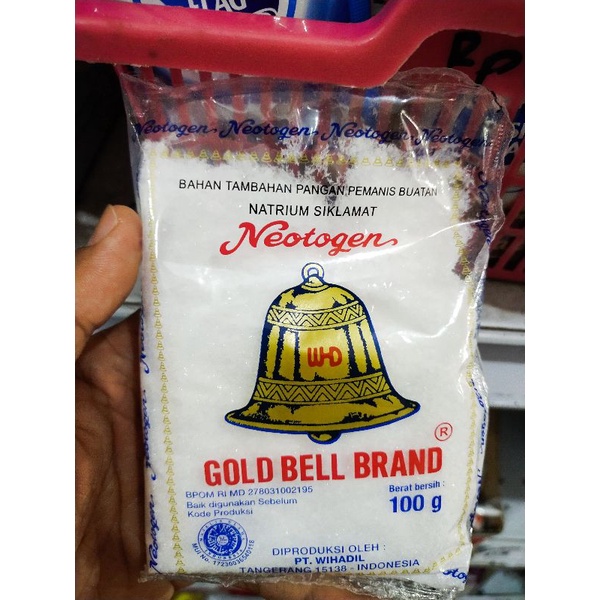 Neotogen Neotogen Neotogen Neotogen
BAHAN TAMBAHAN PANGAN,PEMANIS BUATAN
NATRIUM SIKLAMAT
Neotogen
WHD
®
GOLD BELL BRAND
BPOM RI MD 278031002195
Baik digunakan Sebelum
Kode Produksi
Berat bersih :
100 g
DIPRODUKSI OLEH :
PT. WIHADIL
TANGERANG 15138 - INDONESIA